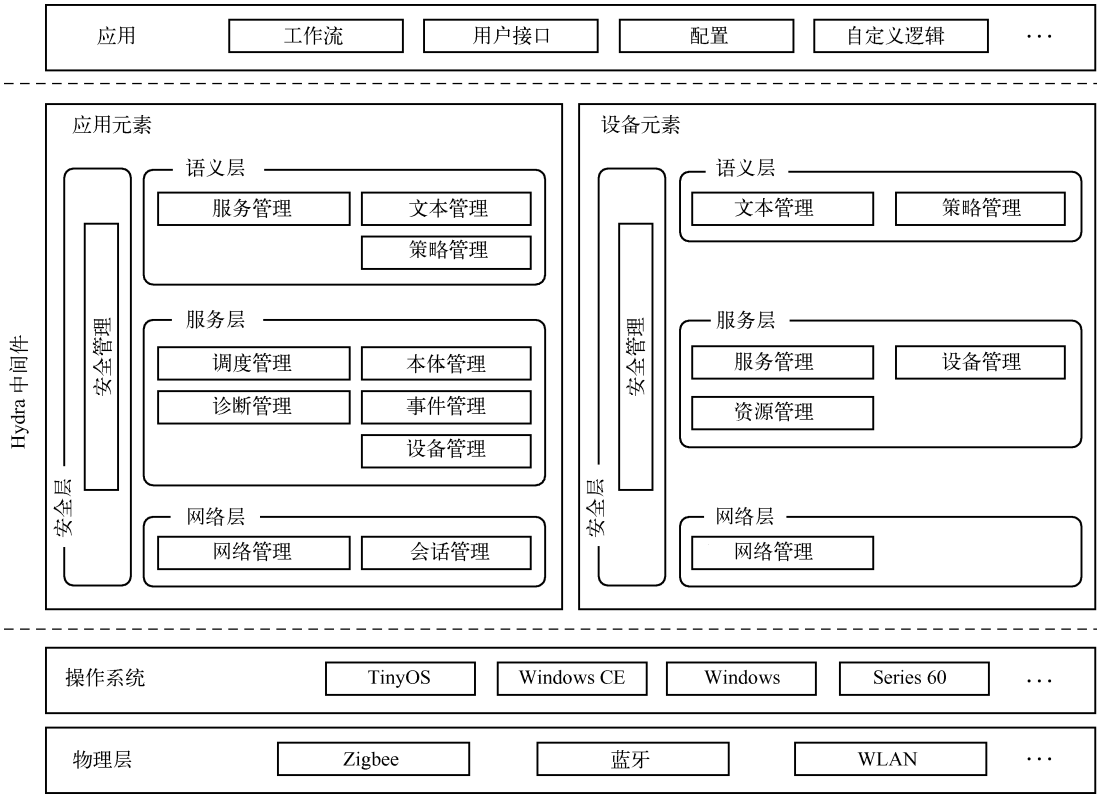 应用
工作流
用户接口
配置
自定义逻辑
···
Hydra 中间件
应用元素
安全层
安全管理
语义层
服务管理
文本管理
策略管理
服务层
调度管理
本体管理
诊断管理
事件管理
设备管理
网络层
网络管理
会话管理
设备元素
安全层
安全管理
语义层
文本管理
策略管理
服务层
服务管理
设备管理
资源管理
网络层
网络管理
操作系统
TinyOS
Windows CE
Windows
Series 60
···
物理层
Zigbee
蓝牙
WLAN
···